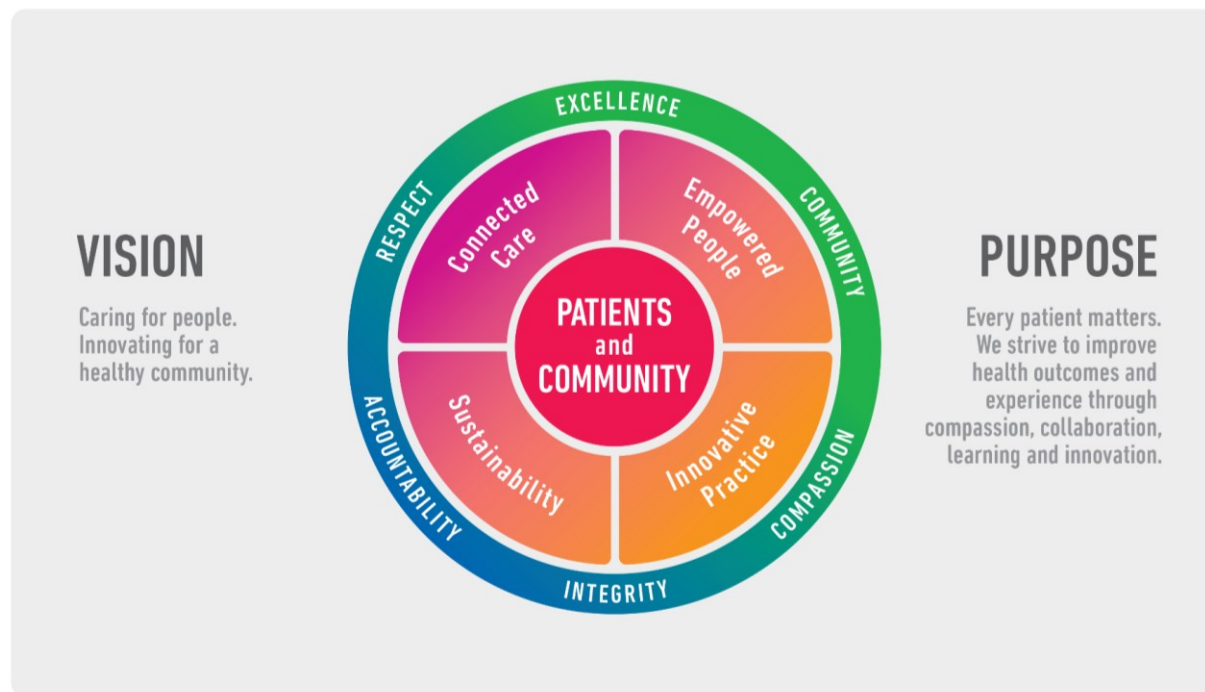 VISION
Caring for people.
Innovating for a
healthy community.
EXCELLENCE
COMMUNITY
COMPASSION
INTEGRITY
ACCOUNTABILITY
RESPECT
Connected
Care
Empowered
People
Innovative
Practice
Sustainability
PATIENTS
and
COMMUNITY
PURPOSE
Every patient matters.
We strive to improve
health outcomes and
experience through
compassion, collaboration,
learning and innovation.